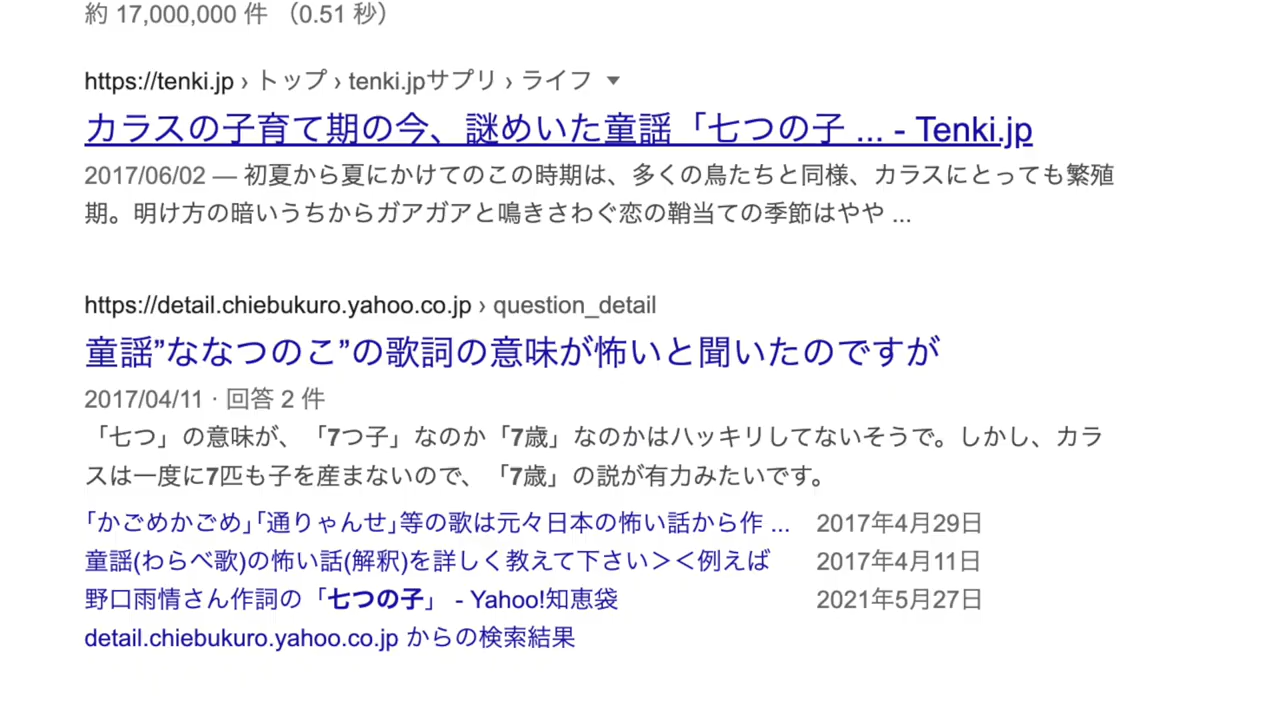 約 17,000,000 件 （0.51 秒）
https://tenki.jp › トップ › tenki.jpサプリ › ライフ
カラスの子育て期の今、謎めいた童謡「七つの子 ... - Tenki.jp
2017/06/02 — 初夏から夏にかけてのこの時期は、多くの鳥たちと同様、カラスにとっても繁殖
期。明け方の暗いうちからガアガアと鳴きさわぐ恋の鞘当ての季節はやや ...
https://detail.chiebukuro.yahoo.co.jp › question_detail
童謡”ななつのこ”の歌詞の意味が怖いと聞いたのですが
2017/04/11 · 回答 2 件
「七つ」の意味が、「7つ子」なのか「7歳」なのかはハッキリしてないそうで。しかし、カラ
スは一度に7匹も子を産まないので、「7歳」の説が有力みたいです。
｢かごめかごめ｣｢通りゃんせ｣等の歌は元々日本の怖い話から作 ... 2017年4月29日
童謡(わらべ歌)の怖い話(解釈)を詳しく教えて下さい＞＜例えば 2017年4月11日
野口雨情さん作詞の「七つの子」 - Yahoo!知恵袋 2021年5月27日
detail.chiebukuro.yahoo.co.jp からの検索結果